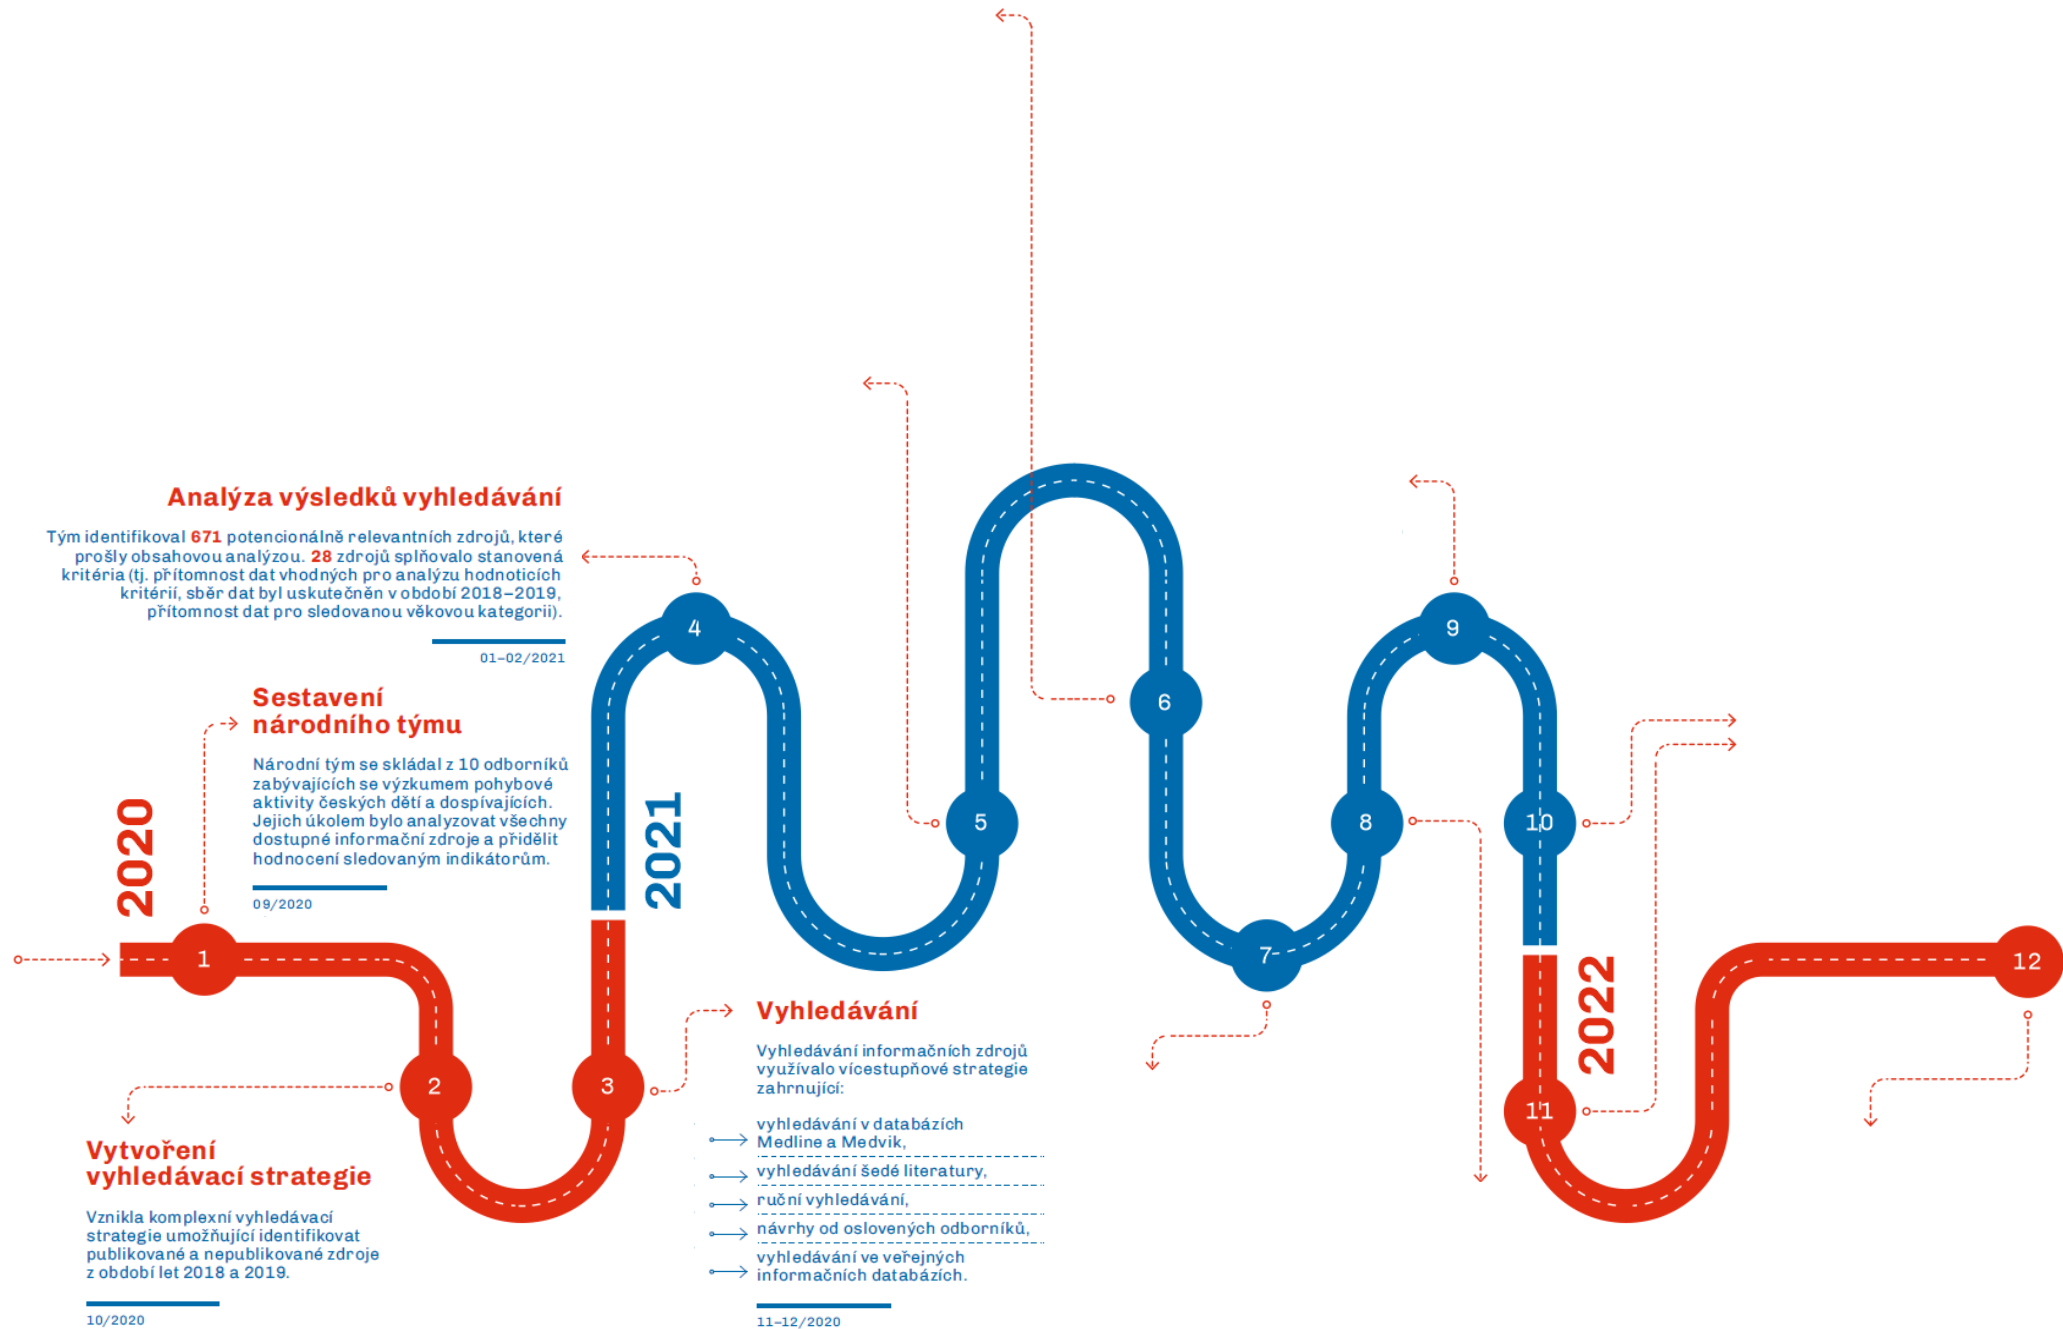 2020
1
Sestavení
národního týmu
Národní tým se skládal z 10 odborníků
zabývajících se výzkumem pohybové
aktivity českých dětí a dospívajících.
Jejich úkolem bylo analyzovat všechny
dostupné informační zdroje a přidělit
hodnocení sledovaným indikátorům.
09/2020
2
Vytvoření
vyhledávací strategie
Vznikla komplexní vyhledávací
strategie umožňující identifikovat
publikované a nepublikované zdroje
z období let 2018 a 2019.
10/2020
3
Vyhledávání
Vyhledávání informačních zdrojů
využívalo vícestupňové strategie
zahrnující:
vyhledávání v databázích
Medline a Medvik,
vyhledávání šedé literatury,
ruční vyhledávání,
návrhy od oslovených odborníků,
vyhledávání ve veřejných
informačních databázích.
11–12/2020
2021
4
Analýza výsledků vyhledávání
Tým identifikoval 671 potencionálně relevantních zdrojů, které
prošly obsahovou analýzou. 28 zdrojů splňovalo stanovená
kritéria (tj. přítomnost dat vhodných pro analýzu hodnoticích
kritérií, sběr dat byl uskutečněn v období 2018–2019,
přítomnost dat pro sledovanou věkovou kategorii).
01–02/2021
5
6
7
8
9
10
2022
11
12